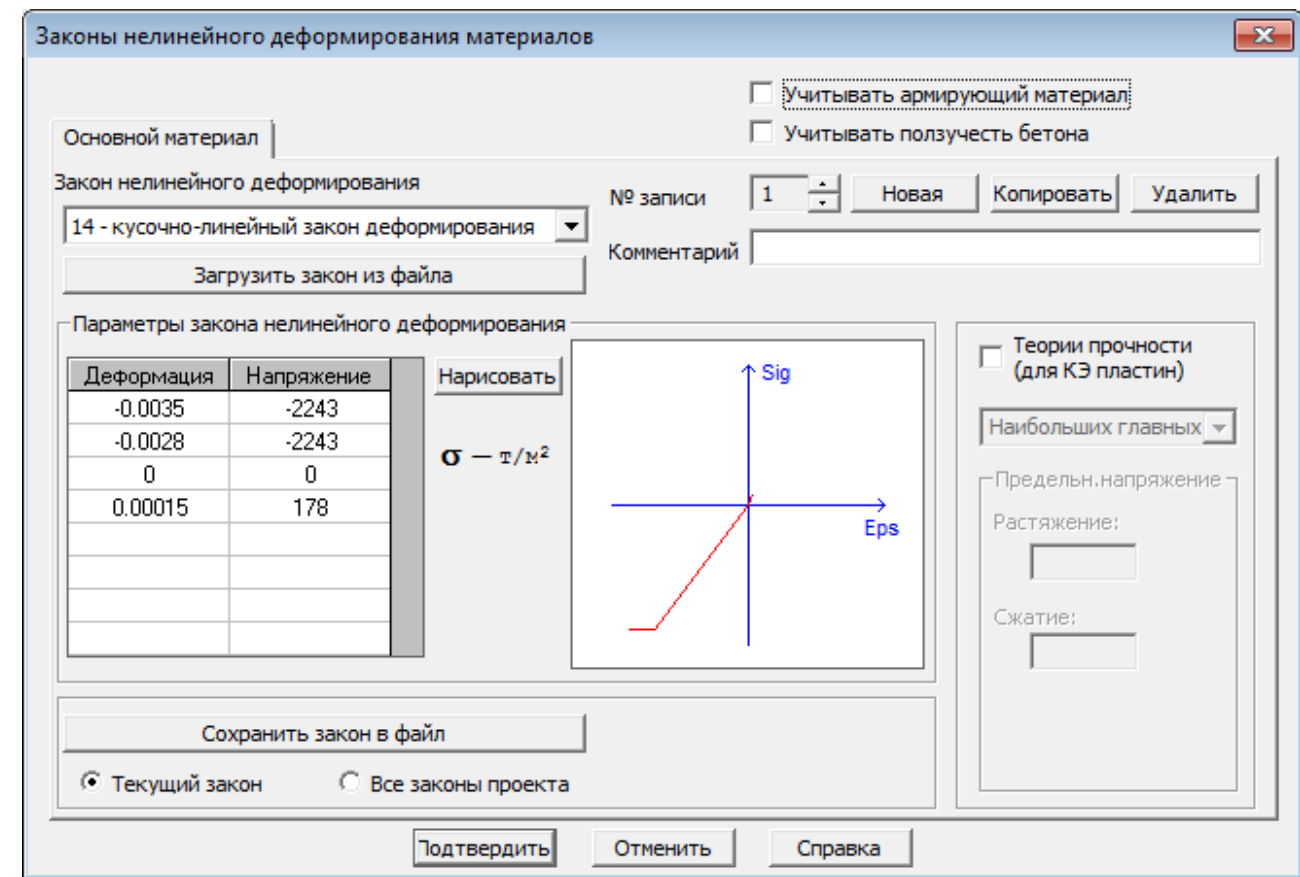 Законы нелинейного деформирования материалов
Учитывать армирующий материал
Учитывать ползучесть бетона
Основной материал
Закон нелинейного деформирования
14 - кусочно-линейный закон деформирования
Загрузить закон из файла
№ записи 1 Новая Копировать Удалить
Комментарий
Параметры закона нелинейного деформирования
Деформация Напряжение
-0.0035 -2243
-0.0028 -2243
0 0
0.00015 178
Нарисовать
σ – т/м²
Sig
Eps
Теории прочности
(для КЭ пластин)
Наибольших главных
Предельн.напряжение
Растяжение:
Сжатие:
Сохранить закон в файл
Текущий закон Все законы проекта
Подтвердить Отменить Справка